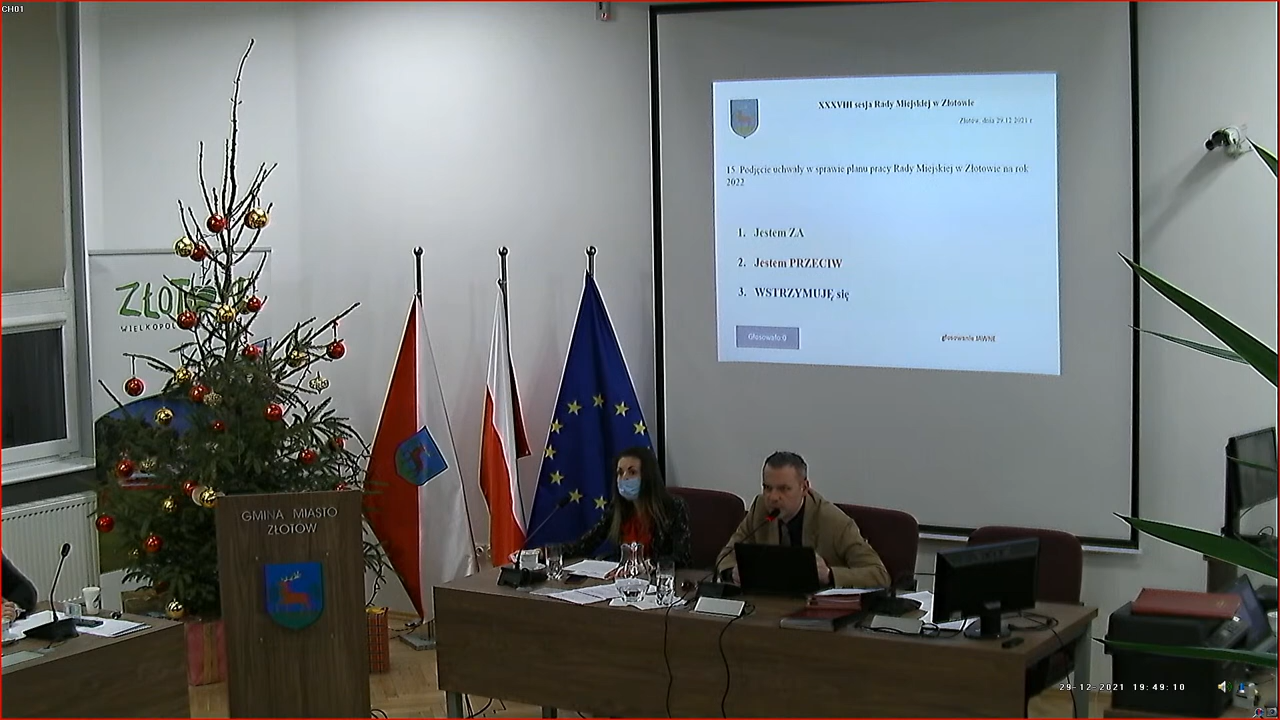 CH01
XXXVIII sesja Rady Miejskiej w Złotowie
Złotów, dnia 29.12.2021 r.
15. Podjęcie uchwały w sprawie planu pracy Rady Miejskiej w Złotowie na rok
2022
1. Jestem ZA
2. Jestem PRZECIW
3. WSTRZYMUJĘ się
Głosowało 0
głosowanie JAWNE
GMINA MIASTO
ZŁOTÓW
29-12-2021 19:49:10